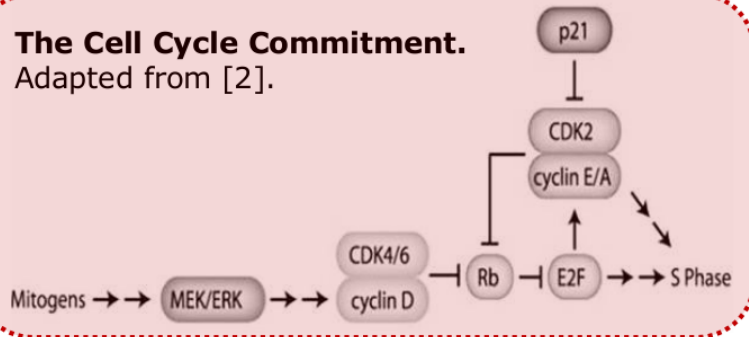 The Cell Cycle Commitment.
Adapted from [2].
p21
CDK2
cyclin E/A
CDK4/6
cyclin D
Mitogens
MEK/ERK
Rb
E2F
S Phase